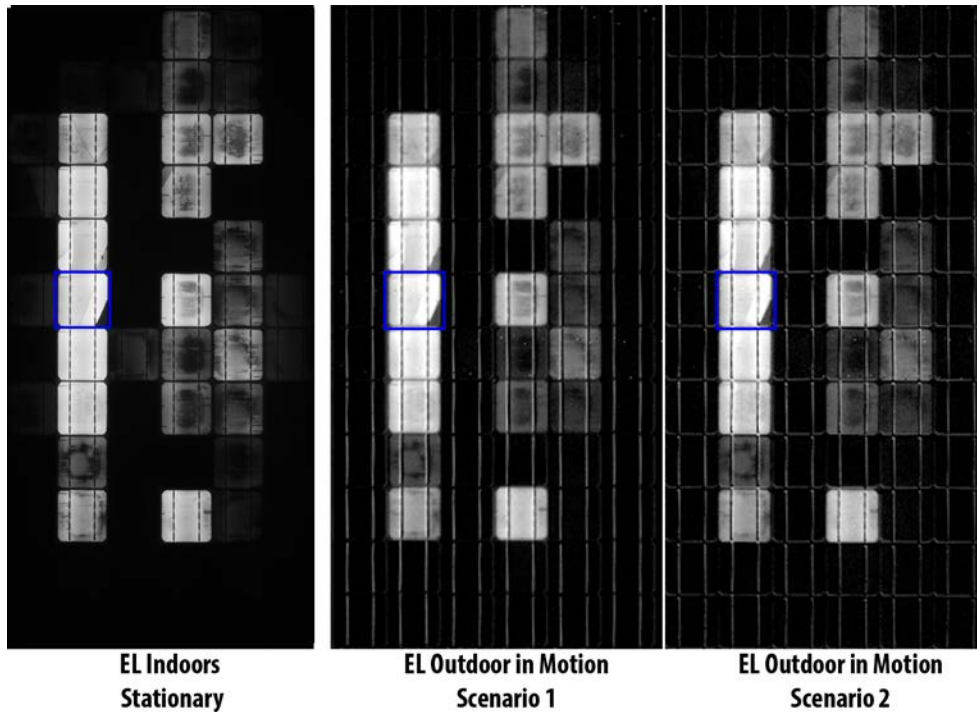 EL Indoors
Stationary
EL Outdoor in Motion
Scenario 1
EL Outdoor in Motion
Scenario 2